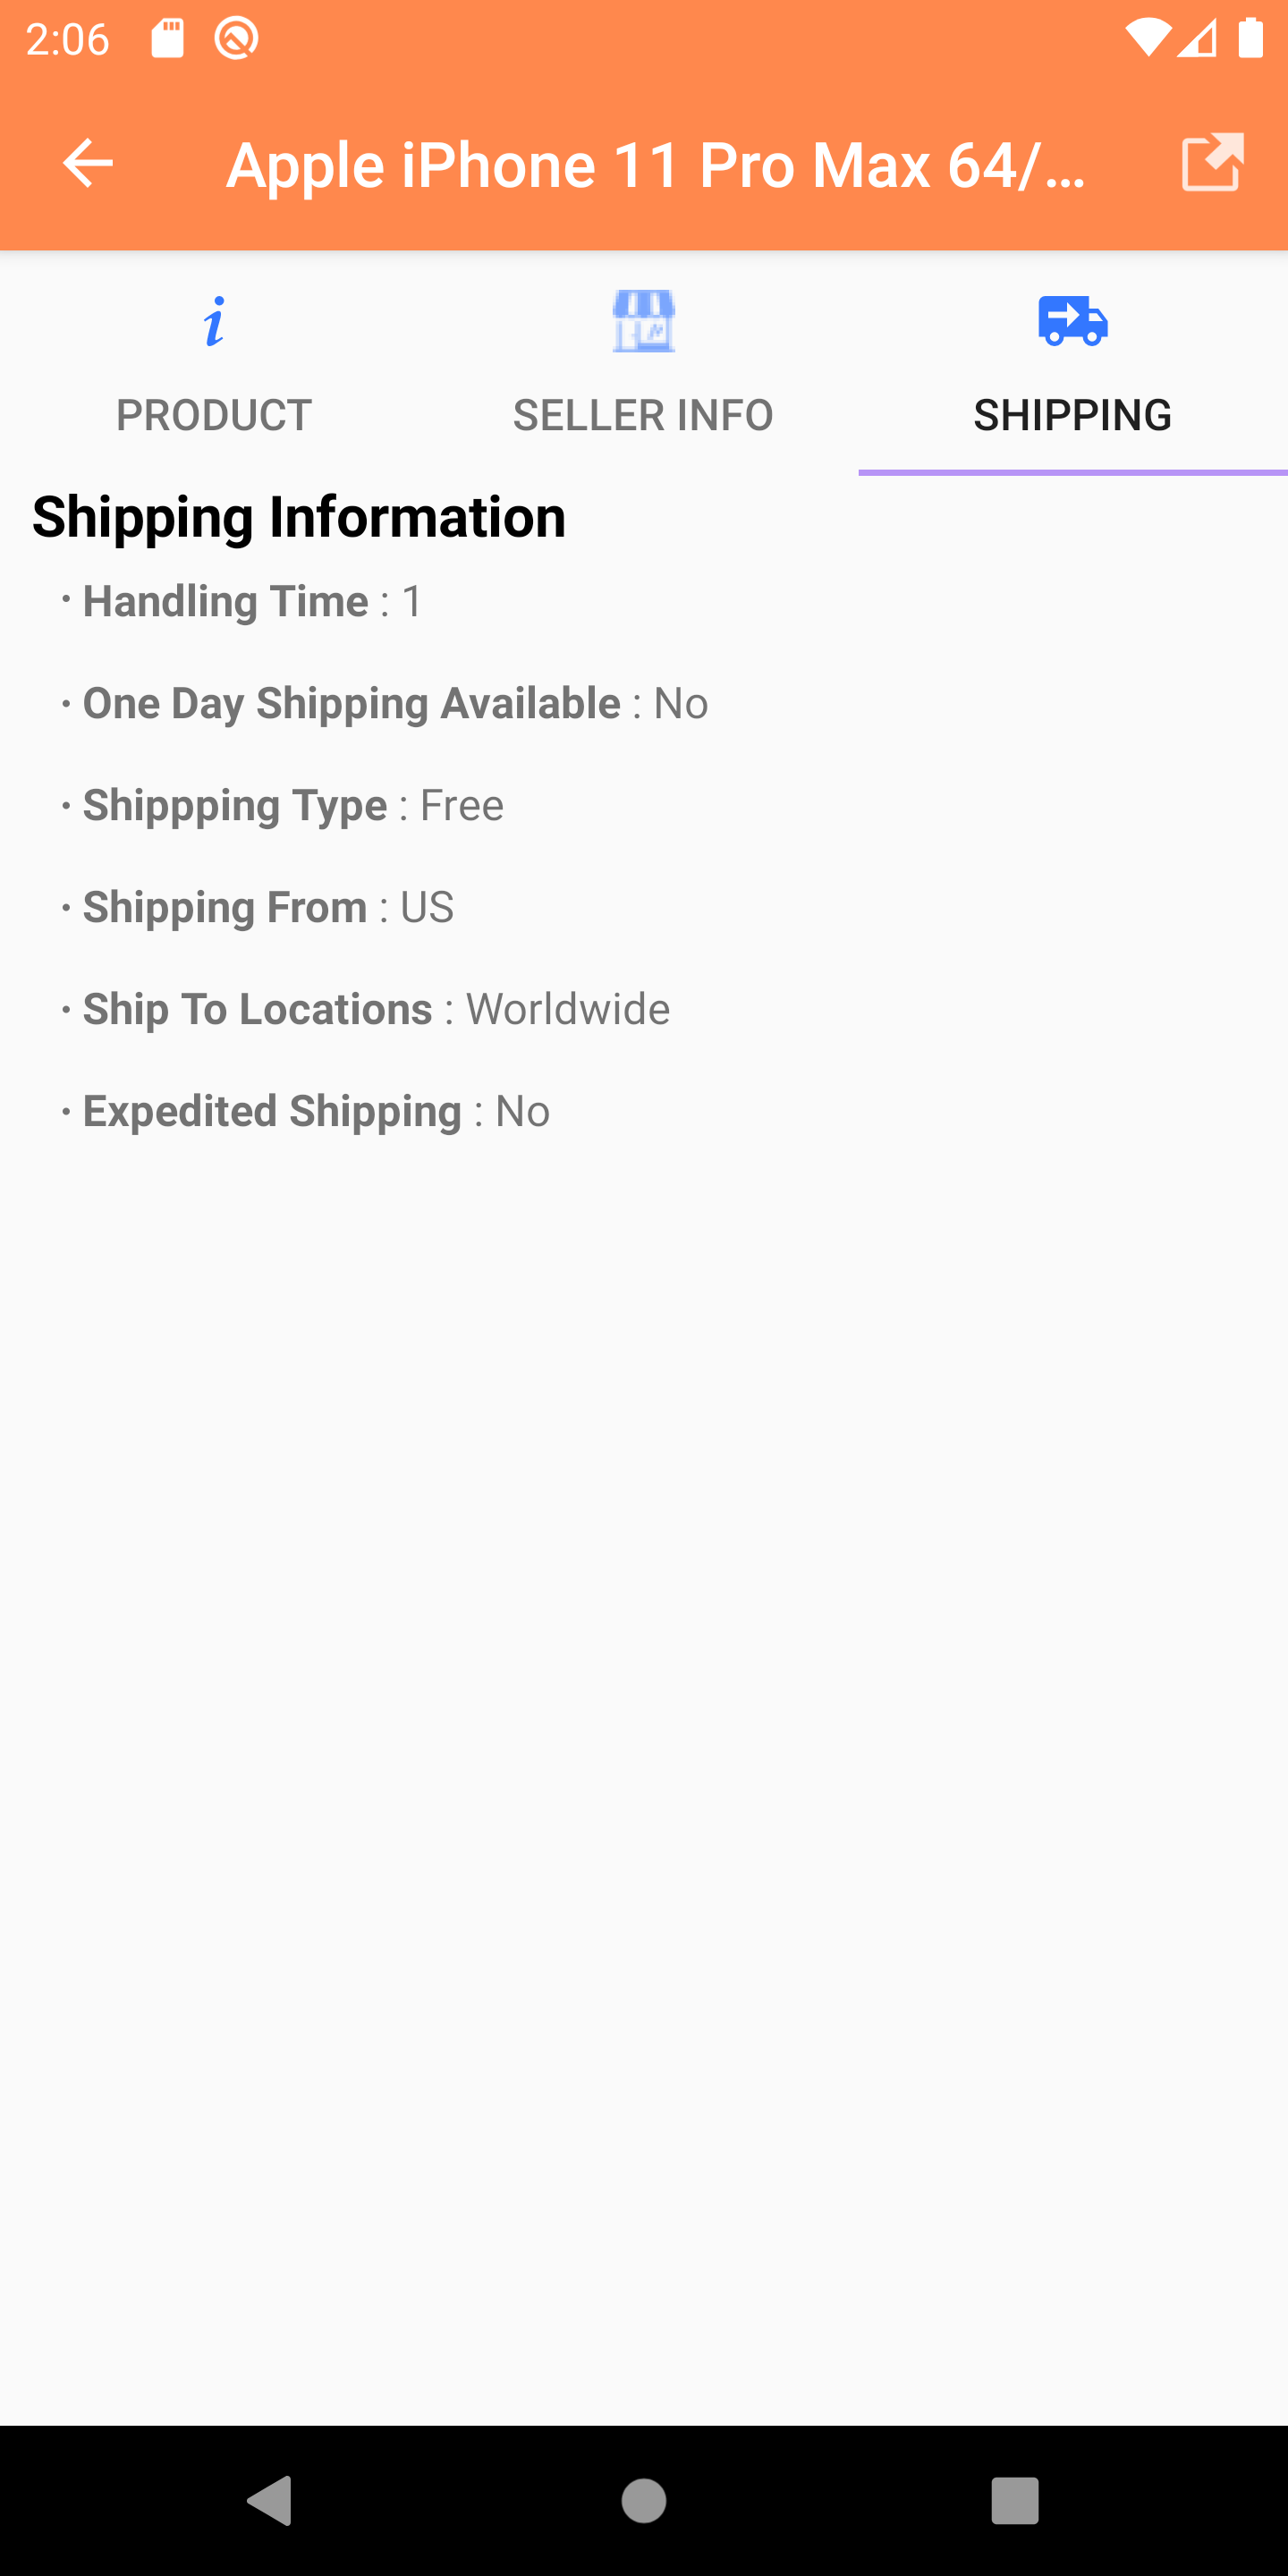 2:06
Apple iPhone 11 Pro Max 64/...
PRODUCT
SELLER INFO
SHIPPING
Shipping Information
· Handling Time : 1
· One Day Shipping Available : No
· Shippping Type : Free
· Shipping From : US
· Ship To Locations : Worldwide
· Expedited Shipping : No